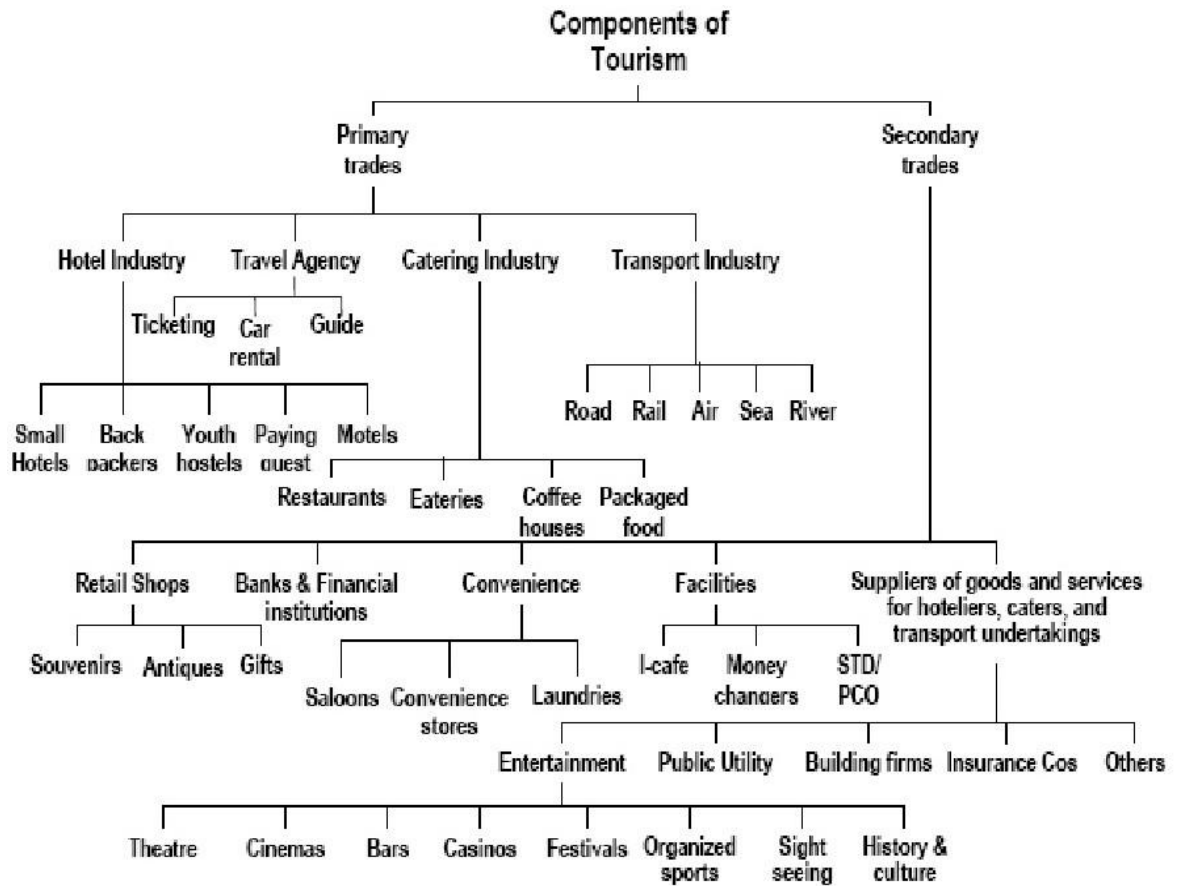 Components of
Tourism
Primary
trades
Secondary
trades
Hotel Industry
Travel Agency
Catering Industry
Transport Industry
Ticketing
Car
rental
Guide
Road
Rail
Air
Sea
River
Small
Hotels
Back
packers
Youth
hostels
Paying
guest
Motels
Restaurants
Eateries
Coffee
houses
Packaged
food
Retail Shops
Banks & Financial
institutions
Convenience
Facilities
Suppliers of goods and services
for hoteliers, caters, and
transport undertakings
Souvenirs
Antiques
Gifts
Saloons
Convenience
stores
Laundries
I-cafe
Money
changers
STD/
PCO
Entertainment
Public Utility
Building firms
Insurance Cos
Others
Theatre
Cinemas
Bars
Casinos
Festivals
Organized
sports
Sight
seeing
History &
culture